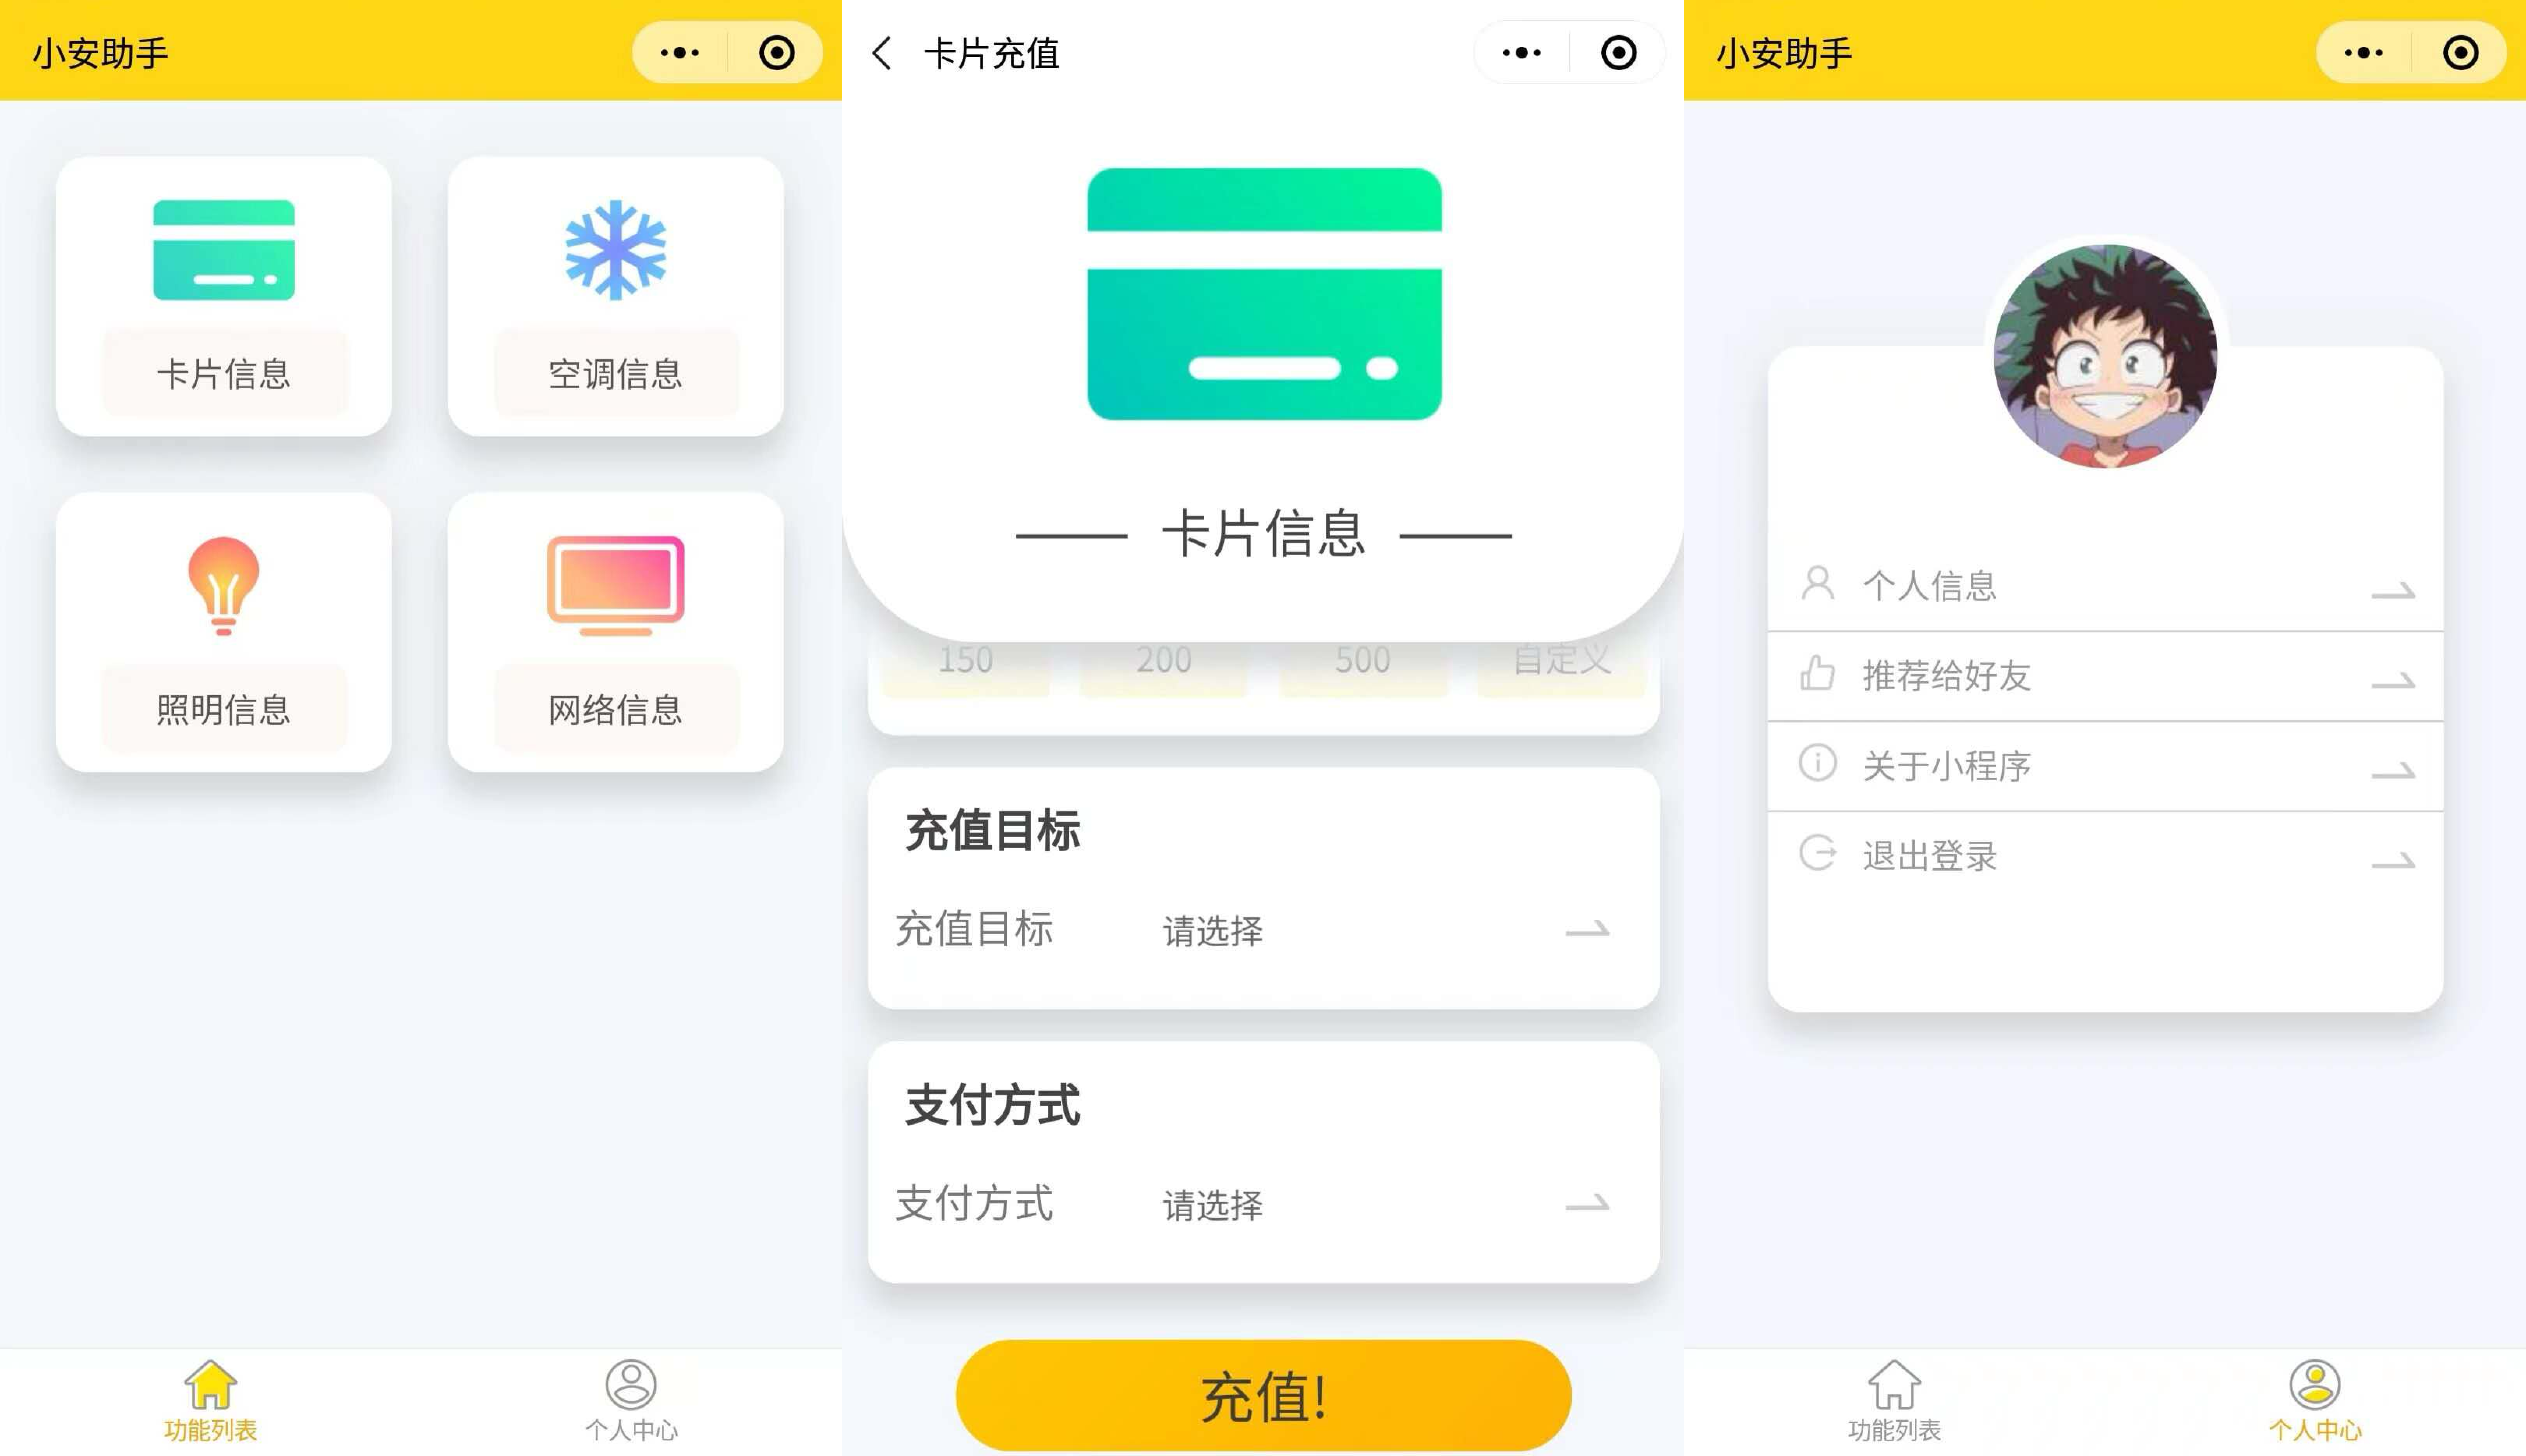 小安助手
卡片信息
空调信息
照明信息
网络信息
功能列表
个人中心
卡片充值
卡片信息
150
200
500
自定义
充值目标
充值目标
请选择
支付方式
支付方式
请选择
充值!
小安助手
个人信息
推荐给好友
关于小程序
退出登录
功能列表
个人中心